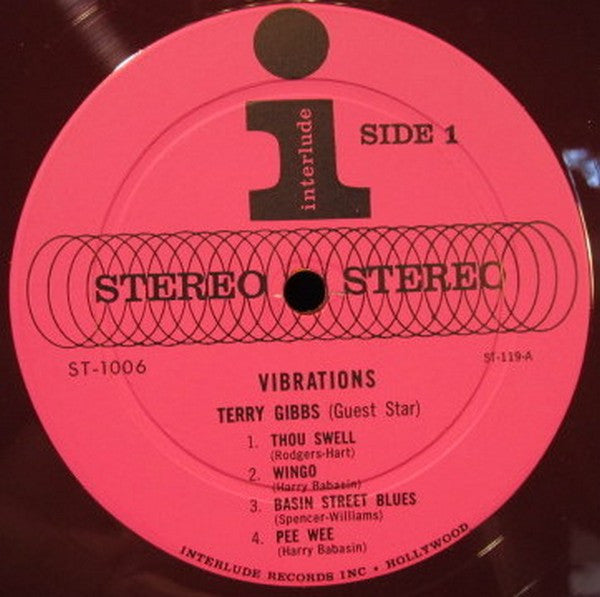 i
interlude
SIDE 1
STEREO STEREO
ST-1006
ST-119-A
VIBRATIONS
TERRY GIBBS (Guest Star)
1. THOU SWELL
(Rodgers-Hart)
2. WINGO
(Harry Babasin)
3. BASIN STREET BLUES
(Spencer-Williams)
4. PEE WEE
(Harry Babasin)
INTERLUDE RECORDS INC • HOLLYWOOD